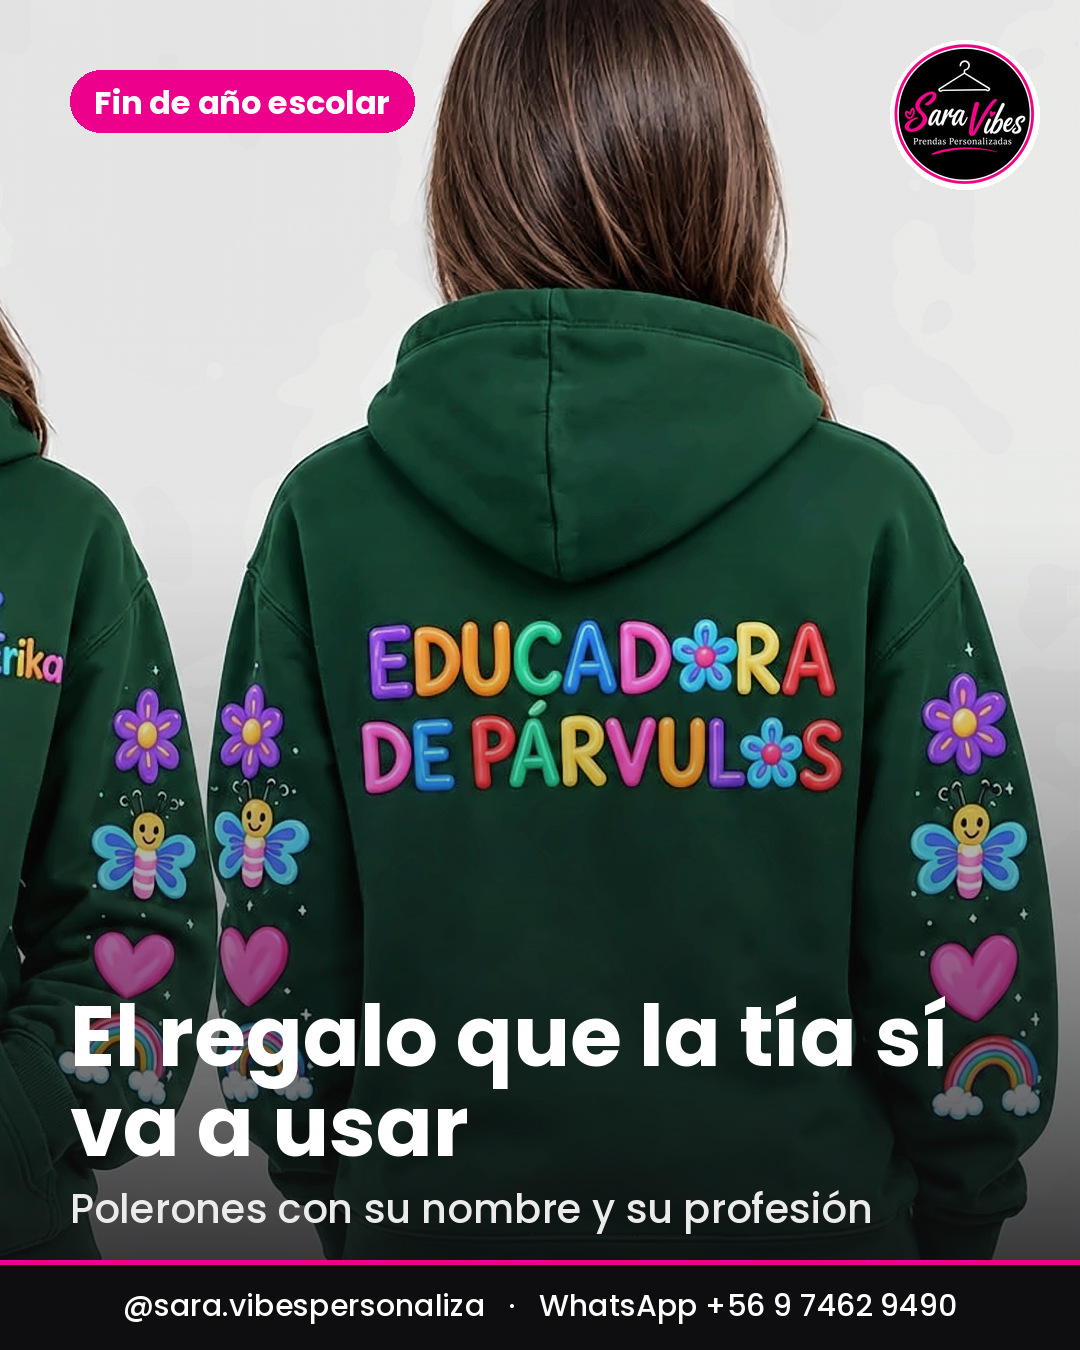 Fin de año escolar
Sara Vibes
Prendas Personalizadas
Erika
EDUCADORA
DE PÁRVULOS
El regalo que la tía sí
va a usar
Polerones con su nombre y su profesión
@sara.vibespersonaliza · WhatsApp +56 9 7462 9490